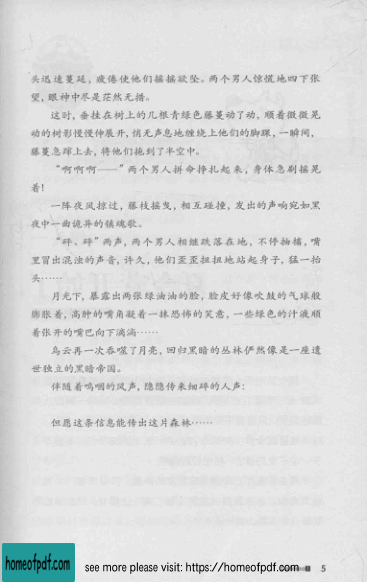 头迅速蔓延，疲倦使他们摇摇欲坠。两个男人惊慌地四下张
望，眼神中尽是茫然无措。
这时，垂挂在树上的几根青绿色藤蔓动了动，顺着微微晃
动的树影慢慢伸展开，悄无声息地缠绕上他们的脚踝，一瞬间，
藤蔓急蹿上去，将他们拖到了半空中。
“啊啊啊——”两个男人拼命挣扎起来，身体急剧摇晃
着！
一阵夜风掠过，藤枝摇曳，相互碰撞，发出的声响宛如黑
夜中一曲诡异的镇魂歌。
“砰、砰”两声，两个男人相继跌落在地，不停抽搐，嘴
里冒出混浊的声音，许久，他们歪歪扭扭地站起身子，猛一抬
头……
月光下，暴露出两张绿油油的脸，脸皮好像吹鼓的气球般
膨胀着，高肿的嘴角凝着一抹恐怖的笑意，一些绿色的汁液顺
着张开的嘴巴向下滴淌……
乌云再一次吞噬了月亮，回归黑暗的丛林俨然像是一座遗
世独立的黑暗帝国。
伴随着呜咽的风声，隐隐传来细碎的人声：
但愿这条信息能传出这片森林……
5
homeofpdf.com
see more please visit: https://homeofpdf.com